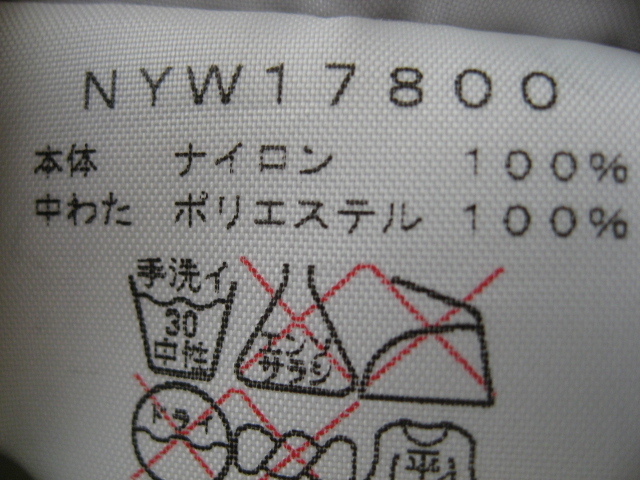 NYW17800
本体 ナイロン 100%
中わた ポリエステル 100%
手洗イ
30
中性
エンソ
サラシ
ドライ
平